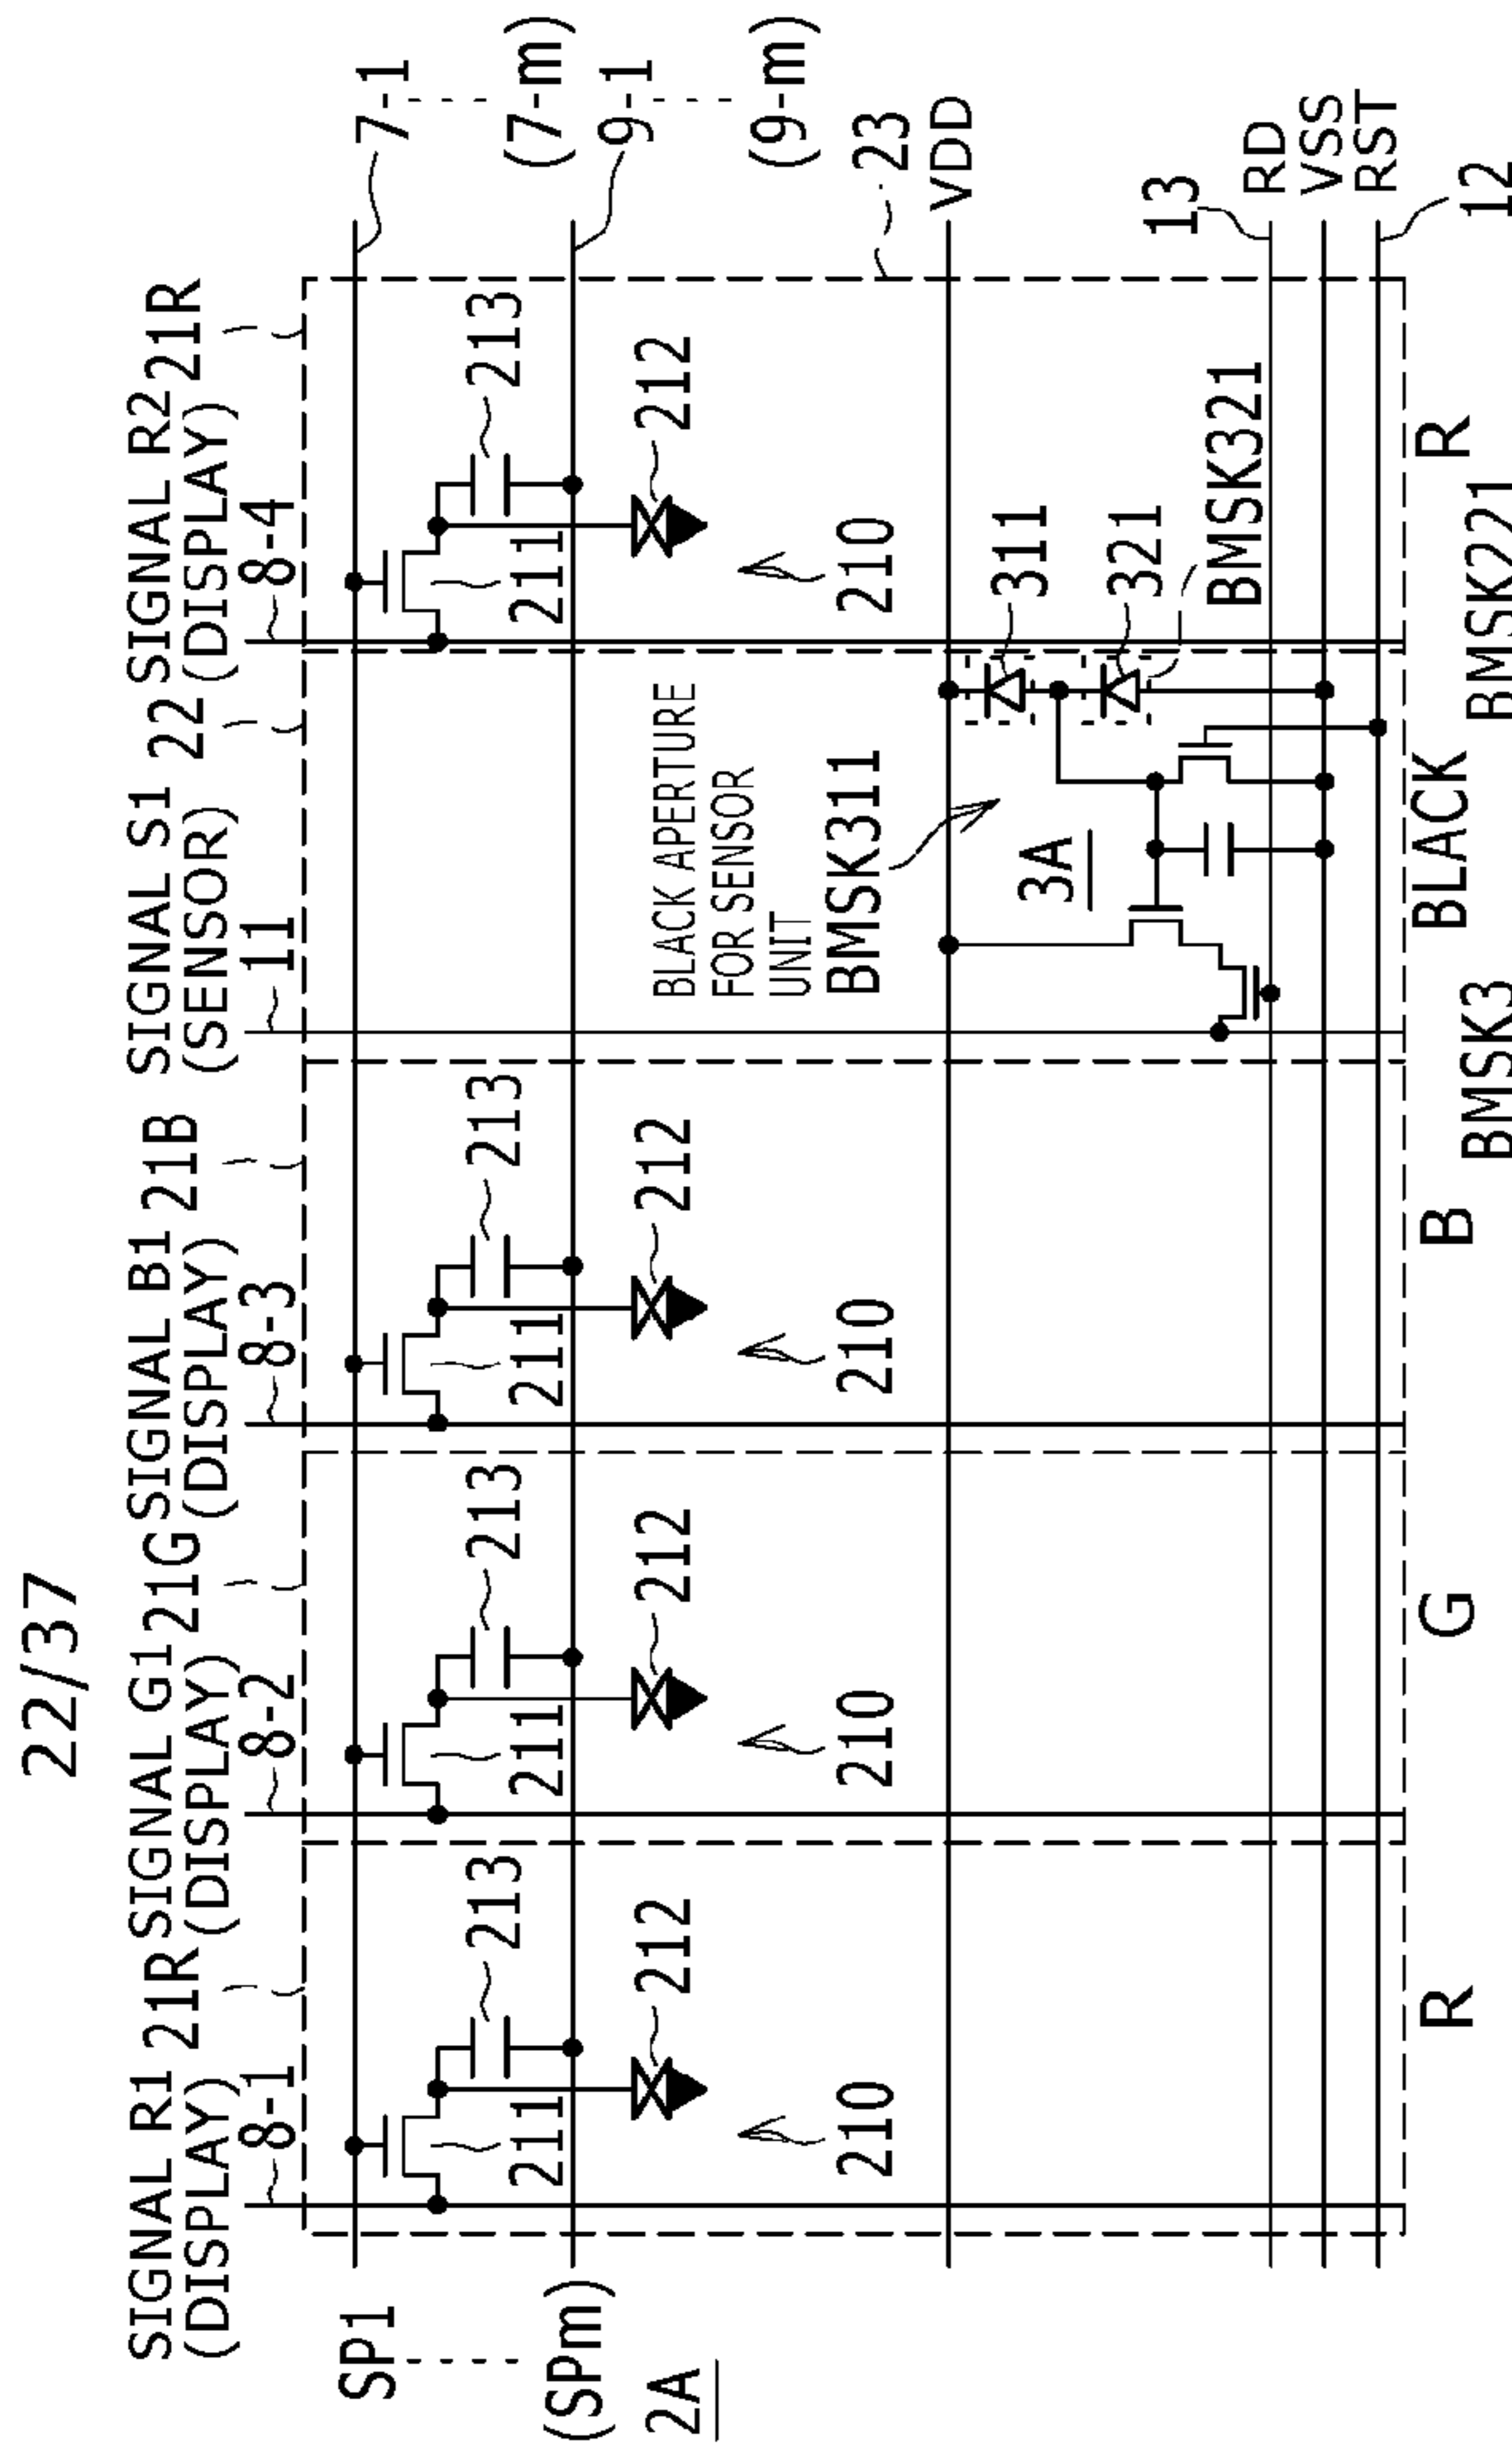 22/37
SIGNAL R1
(DISPLAY)
21R
8-1
SIGNAL G1
(DISPLAY)
21G
8-2
SIGNAL B1
(DISPLAY)
21B
8-3
SIGNAL S1
(SENSOR)
22
11
SIGNAL R2
(DISPLAY)
21R
8-4
SP1
(SPm)
2A
7-1
(7-m)
9-1
(9-m)
23
VDD
13
RD
VSS
RST
12
211
213
212
210
211
213
212
210
211
213
212
210
211
213
212
210
BLACK APERTURE
FOR SENSOR
UNIT
BMSK311
3A
311
321
BMSK321
R
G
B
BLACK
R
BMSK3
BMSK221